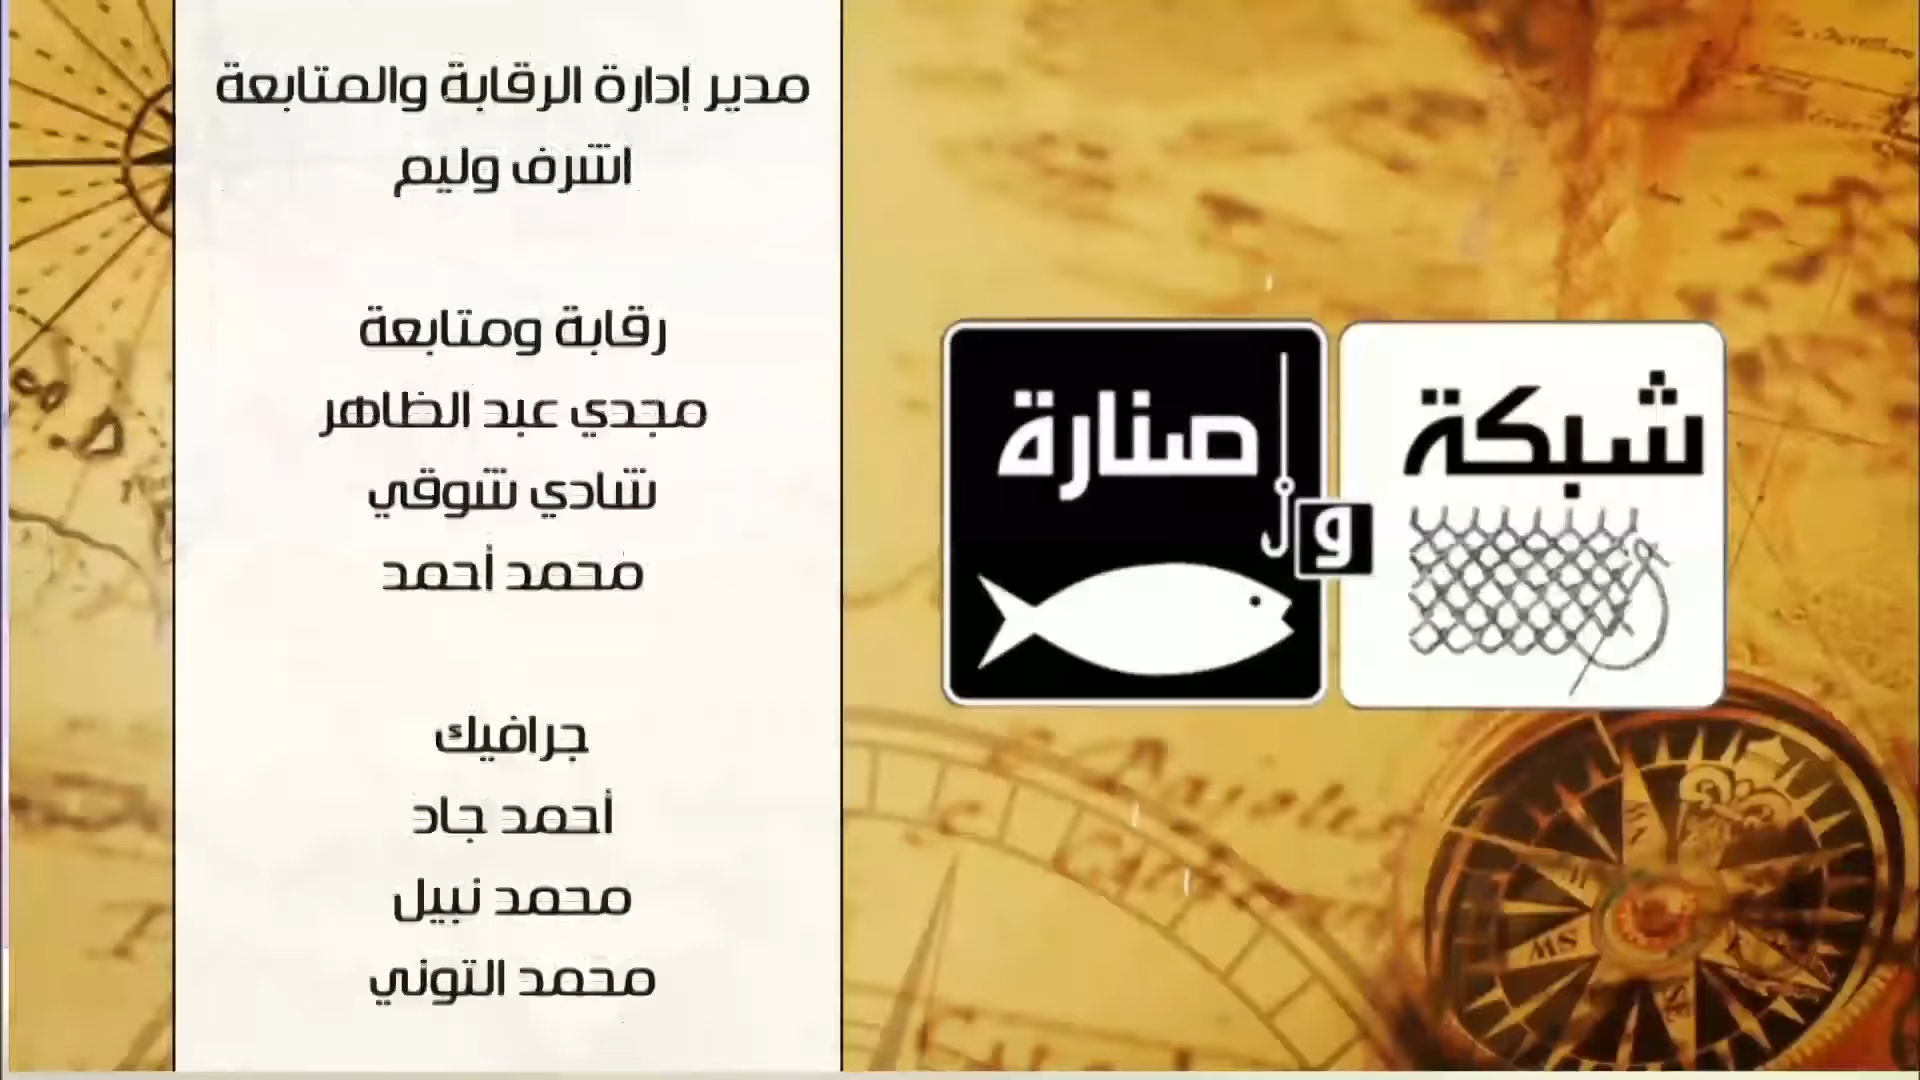 مدير إدارة الرقابة والمتابعة
اشرف وليم
رقابة ومتابعة
مجدي عبد الظاهر
شادي شوقي
محمد أحمد
جرافيك
أحمد جاد
محمد نبيل
محمد التوني
شبكة
و
صنارة